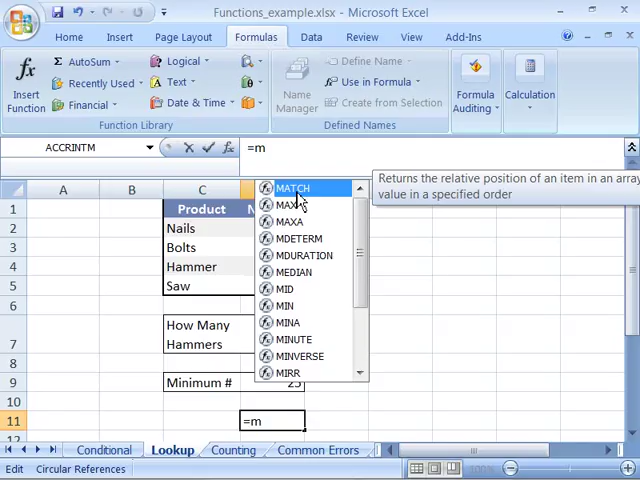 Functions_example.xlsx - Microsoft Excel
Home Insert Page Layout Formulas Data Review View Add-Ins
fx Insert Function
AutoSum
Recently Used
Financial
Logical
Text
Date & Time
Function Library
Name Manager
Define Name
Use in Formula
Create from Selection
Defined Names
Formula Auditing
Calculation
ACCRINTM
fx
=m
Returns the relative position of an item in an array
value in a specified order
MATCH
MAX
MAXA
MDETERM
MDURATION
MEDIAN
MID
MIN
MINA
MINUTE
MINVERSE
MIRR
A B C
1 Product N
2 Nails
3 Bolts
4 Hammer
5 Saw
6
7 How Many
Hammers
8
9 Minimum # 25
10
11 =m
12
Conditional Lookup Counting Common Errors
Edit Circular References 100%